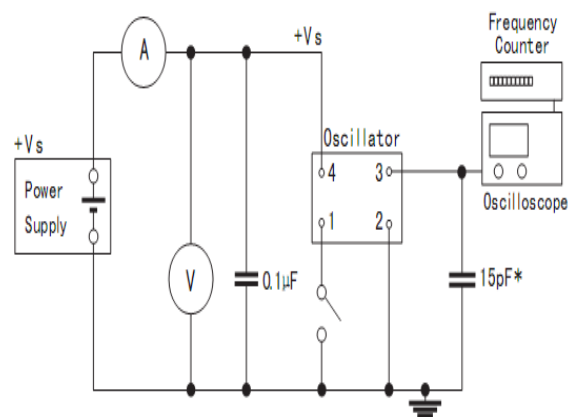 Frequency
Counter
A
+Vs
Oscillator
+Vs
4
3
Power
Supply
Oscilloscope
1
2
V
0.1μF
15pF*